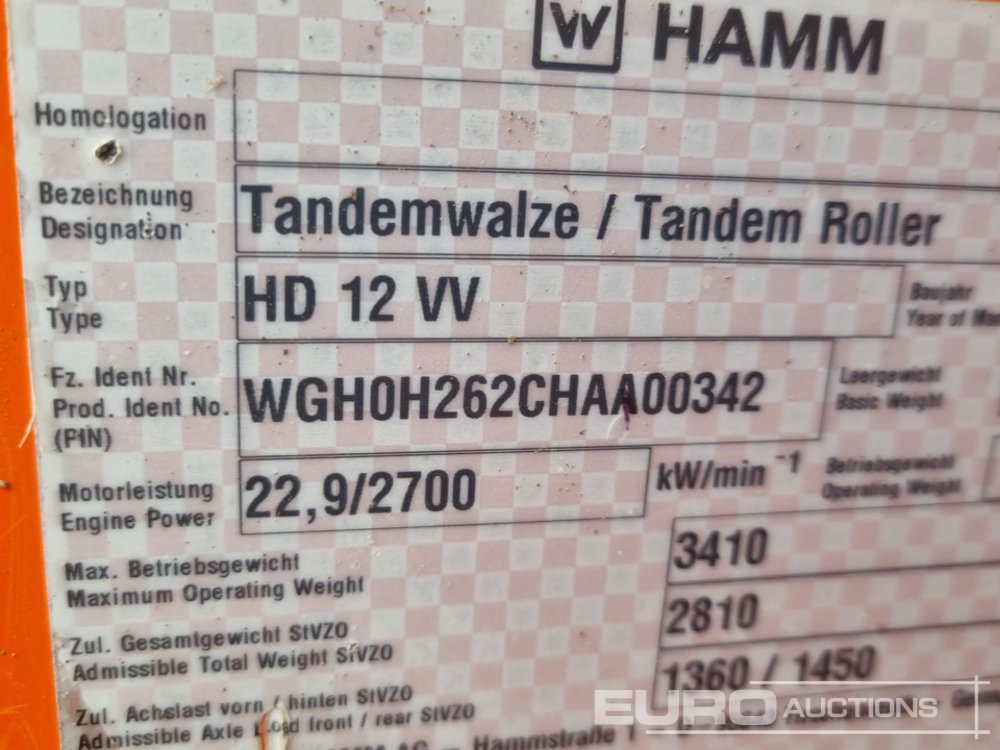 W HAMM
Homologation
Bezeichnung
Designation
Tandemwalze / Tandem Roller
Typ
Type
HD 12 VV
Baujahr
Year of
Fz. Ident Nr.
Prod. Ident No.
(PIN)
WGH0H262CHAA00342
Leergewicht
Basic Weight
Motorleistung
Engine Power
22,9/2700
kW/min -1
Betriebsgewicht
Operating Weight
Max. Betriebsgewicht
Maximum Operating Weight
3410
Zul. Gesamtgewicht StVZO
Admissible Total Weight StVZO
2810
Zul. Achslast vorn / hinten StVZO
Admissible Axle Load front / rear StVZO
1360 / 1450
AG – Hammstraße 1
EURO AUCTIONS